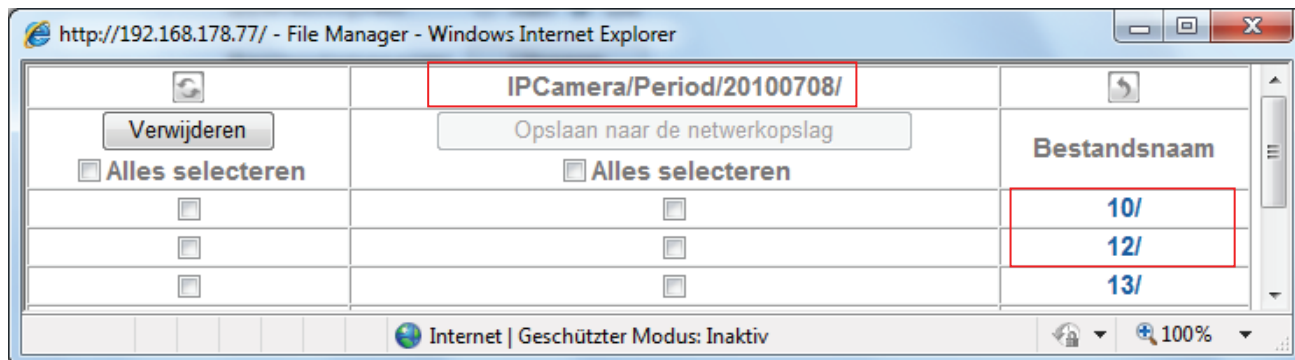 http://192.168.178.77/ - File Manager - Windows Internet Explorer
IPCamera/Period/20100708/
Verwijderen
Opslaan naar de netwerkopslag
Bestandsnaam
Alles selecteren
Alles selecteren
10/
12/
13/
Internet | Geschützter Modus: Inaktiv
100%